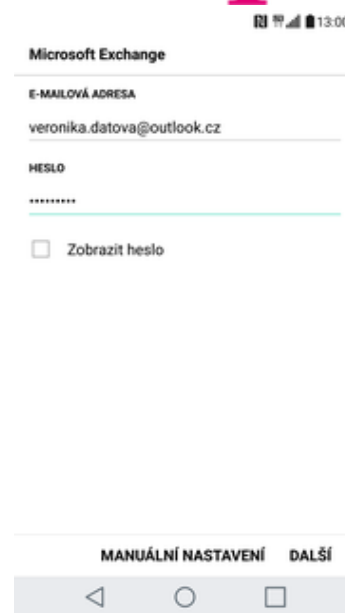 13:00
Microsoft Exchange
E-MAILOVÁ ADRESA
veronika.datova@outlook.cz
HESLO
•••••••••
Zobrazit heslo
MANUÁLNÍ NASTAVENÍ DALŠÍ